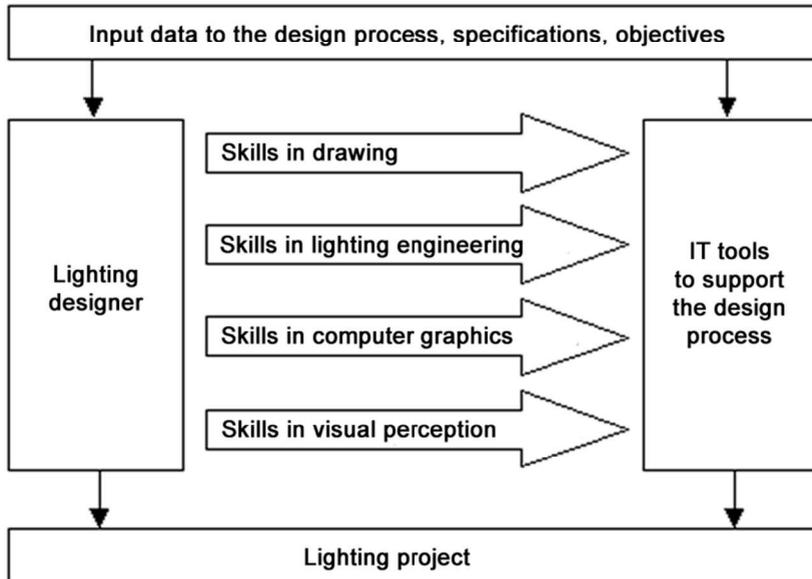 Input data to the design process, specifications, objectives
Lighting
designer
Skills in drawing
Skills in lighting engineering
Skills in computer graphics
Skills in visual perception
IT tools
to support
the design
process
Lighting project